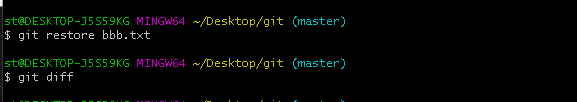 st@DESKTOP-J5S59KG MINGW64 ~/Desktop/git (master)
$ git restore bbb.txt
st@DESKTOP-J5S59KG MINGW64 ~/Desktop/git (master)
$ git diff